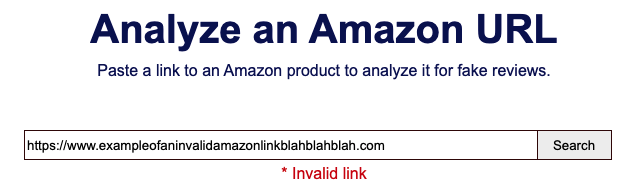 Analyze an Amazon URL
Paste a link to an Amazon product to analyze it for fake reviews.
https://www.exampleofaninvalidamazonlinkblahblahblah.com Search
* Invalid link